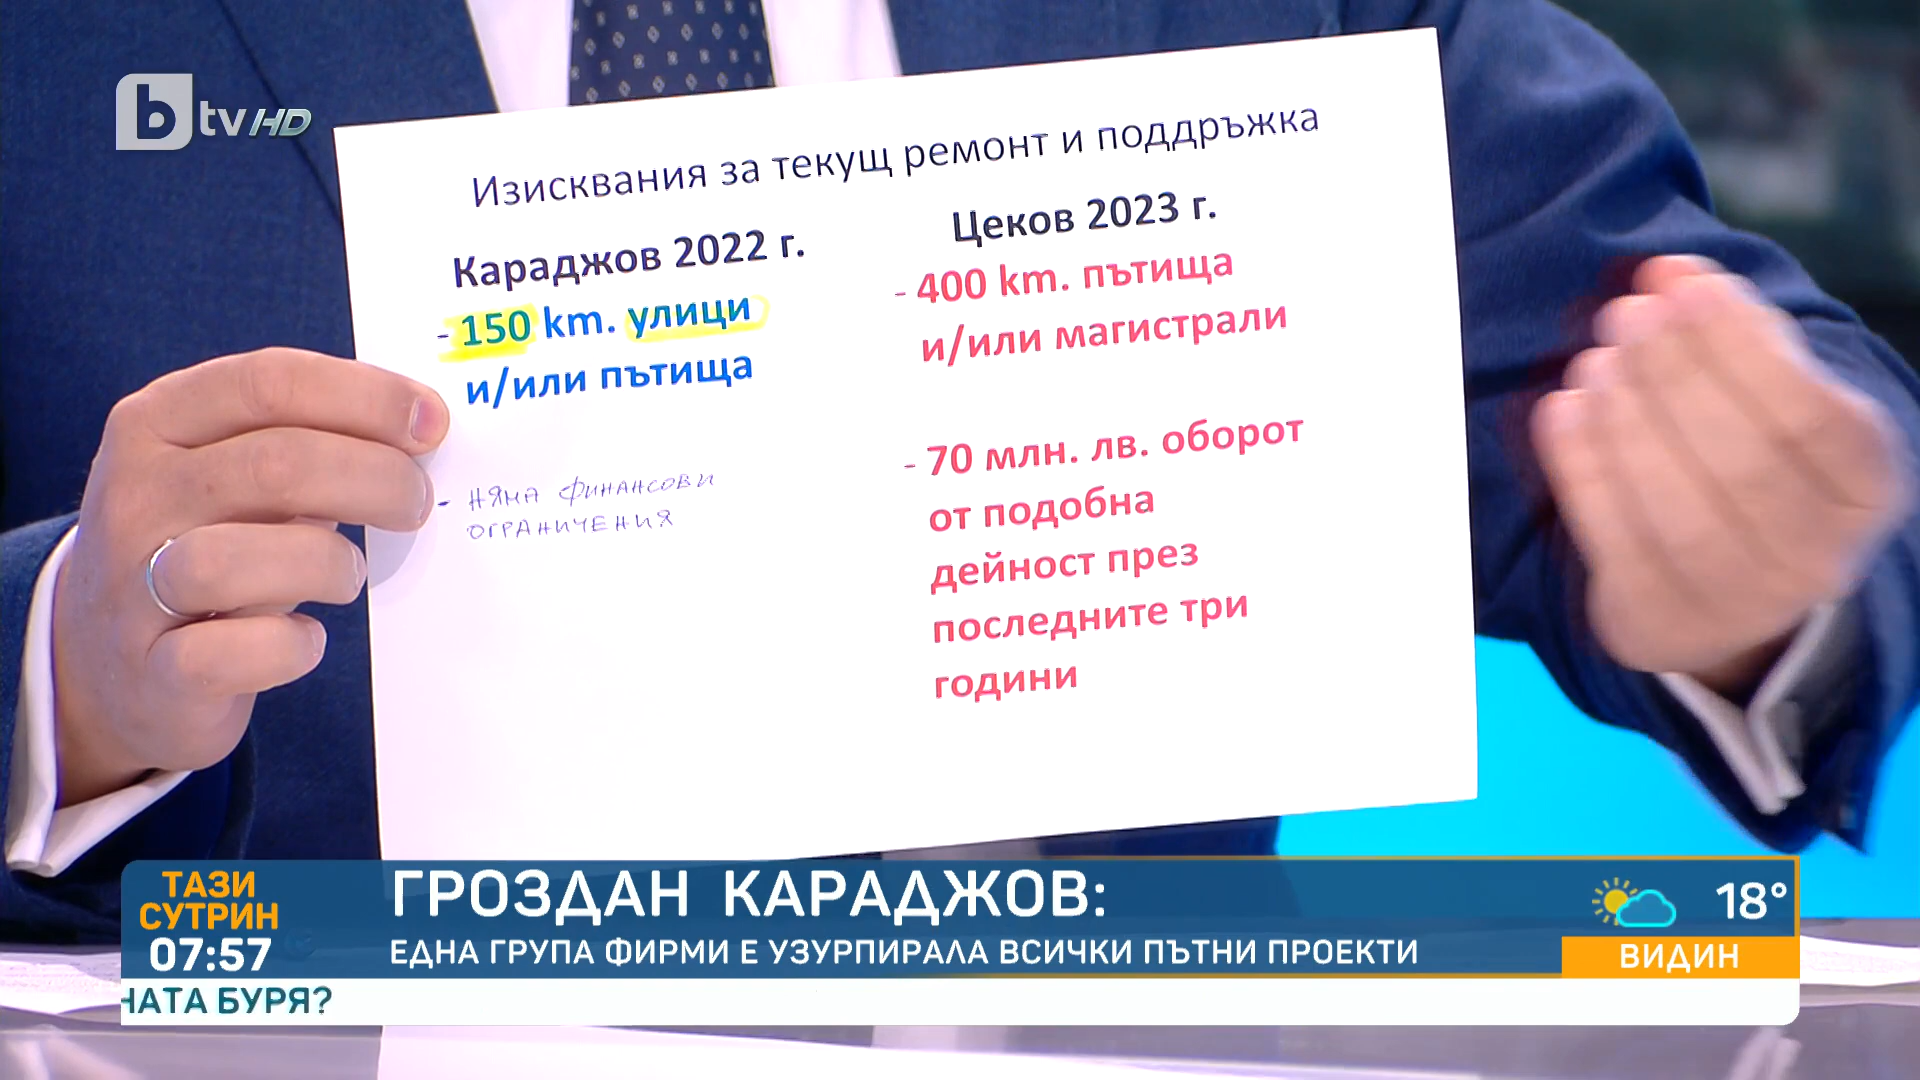 b tv HD
Изисквания за текущ ремонт и поддръжка
Караджов 2022 г.
- 150 km. улици
и/или пътища
- няма финансови
ограничения
Цеков 2023 г.
- 400 km. пътища
и/или магистрали
- 70 млн. лв. оборот
от подобна
дейност през
последните три
години
ТАЗИ
СУТРИН
07:57
ГРОЗДАН КАРАДЖОВ:
ЕДНА ГРУПА ФИРМИ Е УЗУРПИРАЛА ВСИЧКИ ПЪТНИ ПРОЕКТИ
18°
ВИДИН
НАТА БУРЯ?